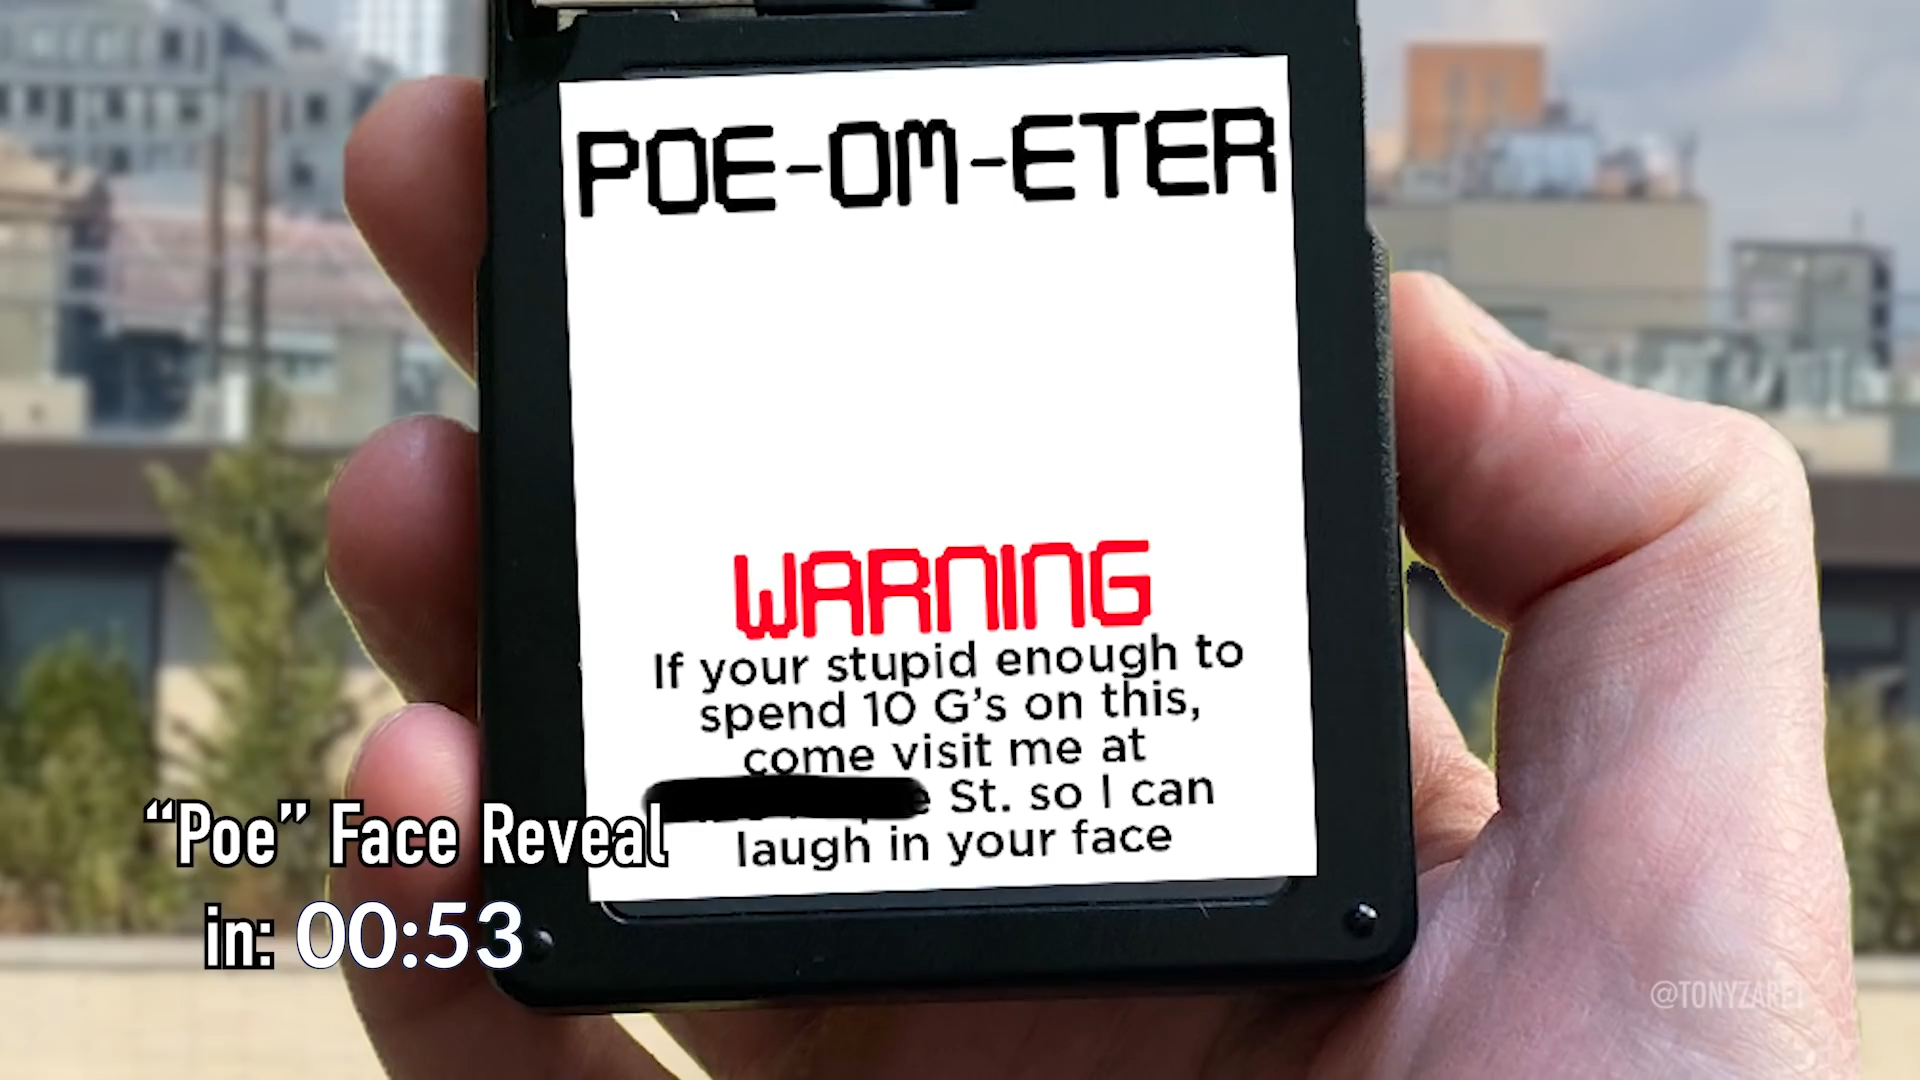 POE-OM-ETER
WARNING
If your stupid enough to
spend 10 G's on this,
come visit me at
St. so I can
laugh in your face
“Poe” Face Reveal
in: 00:53
@TONYZARET